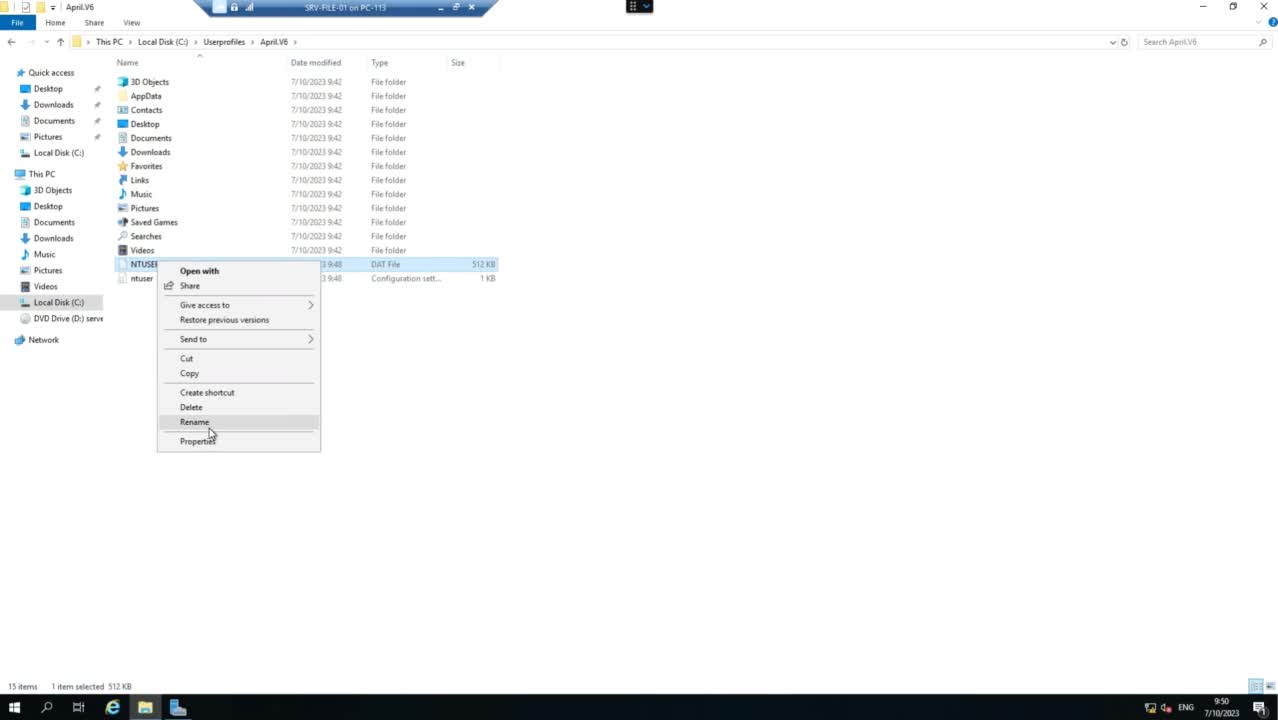 April.V6
SRV-FILE-01 on PC-113
File
Home
Share
View
This PC
Local Disk (C:)
Userprofiles
April.V6
Search April.V6
Name
Date modified
Type
Size
Quick access
Desktop
Downloads
Documents
Pictures
Local Disk (C:)
This PC
3D Objects
Desktop
Documents
Downloads
Music
Pictures
Videos
Local Disk (C:)
DVD Drive (D:) serve
Network
3D Objects 7/10/2023 9:42 File folder
AppData 7/10/2023 9:42 File folder
Contacts 7/10/2023 9:42 File folder
Desktop 7/10/2023 9:42 File folder
Documents 7/10/2023 9:42 File folder
Downloads 7/10/2023 9:42 File folder
Favorites 7/10/2023 9:42 File folder
Links 7/10/2023 9:42 File folder
Music 7/10/2023 9:42 File folder
Pictures 7/10/2023 9:42 File folder
Saved Games 7/10/2023 9:42 File folder
Searches 7/10/2023 9:42 File folder
Videos 7/10/2023 9:42 File folder
NTUSER 3 9:48 DAT File 512 KB
ntuser 3 9:48 Configuration sett... 1 KB
Open with
Share
Give access to
Restore previous versions
Send to
Cut
Copy
Create shortcut
Delete
Rename
Properties
15 items 1 item selected 512 KB
ENG
9:50
7/10/2023
1